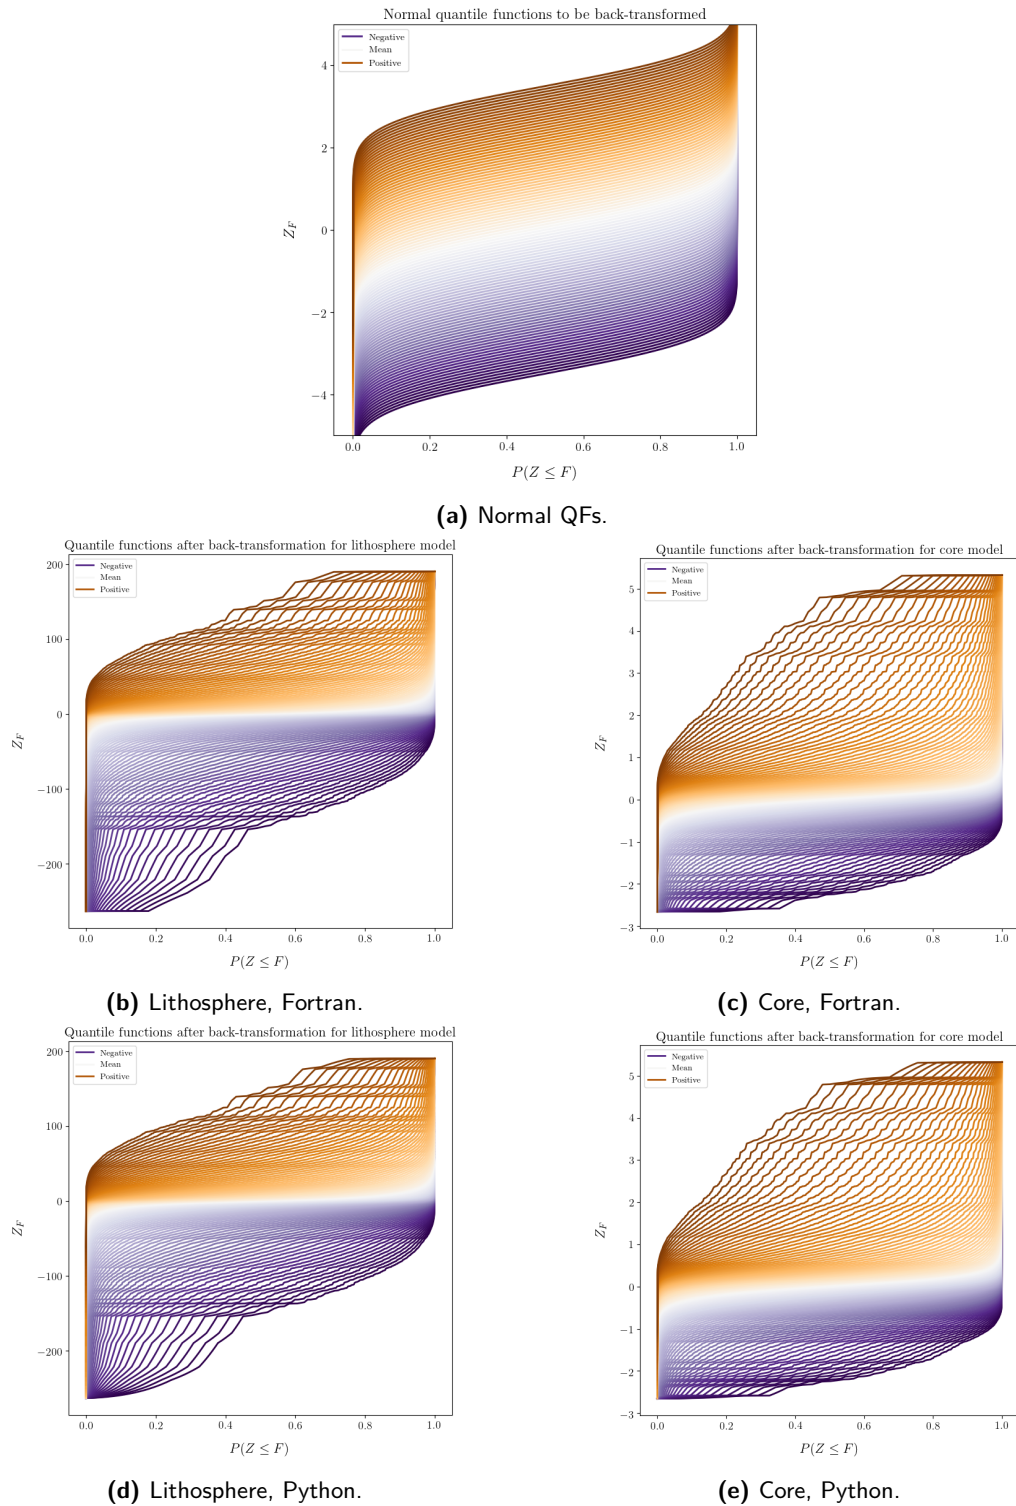 Normal quantile functions to be back-transformed
Negative
Mean
Positive
4
2
0
−2
−4
Z_F
0.0 0.2 0.4 0.6 0.8 1.0
P(Z ≤ F)
(a) Normal QFs.
Quantile functions after back-transformation for lithosphere model
Negative
Mean
Positive
200
100
0
−100
−200
Z_F
0.0 0.2 0.4 0.6 0.8 1.0
P(Z ≤ F)
(b) Lithosphere, Fortran.
Quantile functions after back-transformation for core model
Negative
Mean
Positive
5
4
3
2
1
0
−1
−2
−3
Z_F
0.0 0.2 0.4 0.6 0.8 1.0
P(Z ≤ F)
(c) Core, Fortran.
Quantile functions after back-transformation for lithosphere model
Negative
Mean
Positive
200
100
0
−100
−200
Z_F
0.0 0.2 0.4 0.6 0.8 1.0
P(Z ≤ F)
(d) Lithosphere, Python.
Quantile functions after back-transformation for core model
Negative
Mean
Positive
5
4
3
2
1
0
−1
−2
−3
Z_F
0.0 0.2 0.4 0.6 0.8 1.0
P(Z ≤ F)
(e) Core, Python.